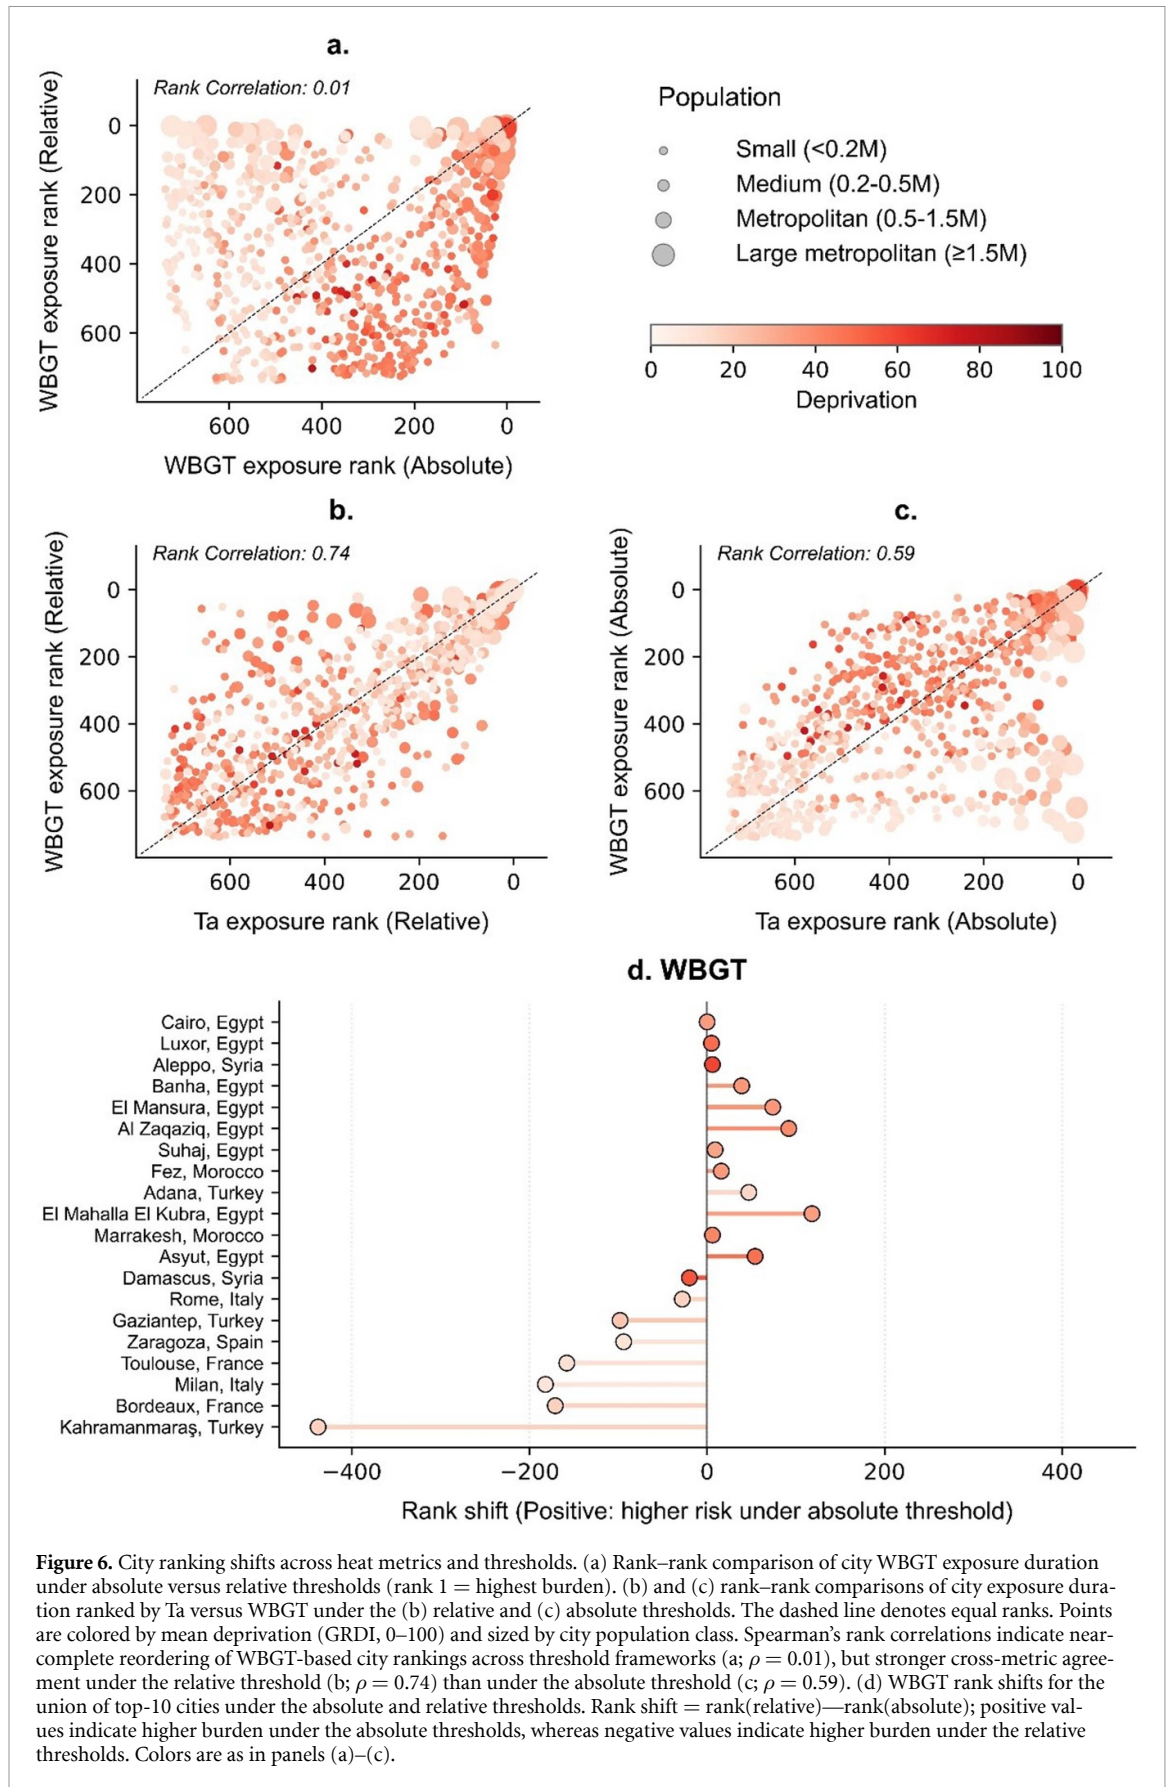 a.
Rank Correlation: 0.01
WBGT exposure rank (Relative)
0
200
400
600
600
400
200
0
WBGT exposure rank (Absolute)
Population
Small (<0.2M)
Medium (0.2-0.5M)
Metropolitan (0.5-1.5M)
Large metropolitan (≥1.5M)
0
20
40
60
80
100
Deprivation
b.
Rank Correlation: 0.74
WBGT exposure rank (Relative)
0
200
400
600
600
400
200
0
Ta exposure rank (Relative)
c.
Rank Correlation: 0.59
WBGT exposure rank (Absolute)
0
200
400
600
600
400
200
0
Ta exposure rank (Absolute)
d. WBGT
Cairo, Egypt
Luxor, Egypt
Aleppo, Syria
Banha, Egypt
El Mansura, Egypt
Al Zaqaziq, Egypt
Suhaj, Egypt
Fez, Morocco
Adana, Turkey
El Mahalla El Kubra, Egypt
Marrakesh, Morocco
Asyut, Egypt
Damascus, Syria
Rome, Italy
Gaziantep, Turkey
Zaragoza, Spain
Toulouse, France
Milan, Italy
Bordeaux, France
Kahramanmaraş, Turkey
−400
−200
0
200
400
Rank shift (Positive: higher risk under absolute threshold)
Figure 6. City ranking shifts across heat metrics and thresholds. (a) Rank–rank comparison of city WBGT exposure duration
under absolute versus relative thresholds (rank 1 = highest burden). (b) and (c) rank–rank comparisons of city exposure dura-
tion ranked by Ta versus WBGT under the (b) relative and (c) absolute thresholds. The dashed line denotes equal ranks. Points
are colored by mean deprivation (GRDI, 0–100) and sized by city population class. Spearman's rank correlations indicate near-
complete reordering of WBGT-based city rankings across threshold frameworks (a; ρ = 0.01), but stronger cross-metric agree-
ment under the relative threshold (b; ρ = 0.74) than under the absolute threshold (c; ρ = 0.59). (d) WBGT rank shifts for the
union of top-10 cities under the absolute and relative thresholds. Rank shift = rank(relative)—rank(absolute); positive val-
ues indicate higher burden under the absolute thresholds, whereas negative values indicate higher burden under the relative
thresholds. Colors are as in panels (a)–(c).